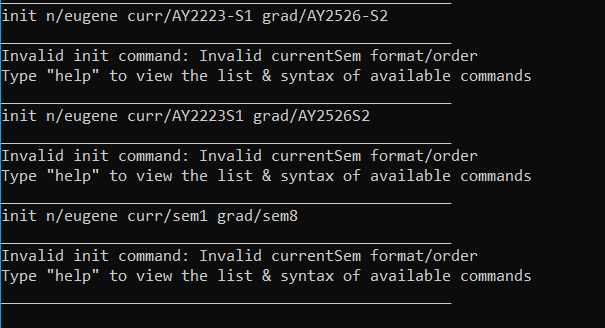 init n/eugene curr/AY2223-S1 grad/AY2526-S2
Invalid init command: Invalid currentSem format/order
Type "help" to view the list & syntax of available commands
init n/eugene curr/AY2223S1 grad/AY2526S2
Invalid init command: Invalid currentSem format/order
Type "help" to view the list & syntax of available commands
init n/eugene curr/sem1 grad/sem8
Invalid init command: Invalid currentSem format/order
Type "help" to view the list & syntax of available commands